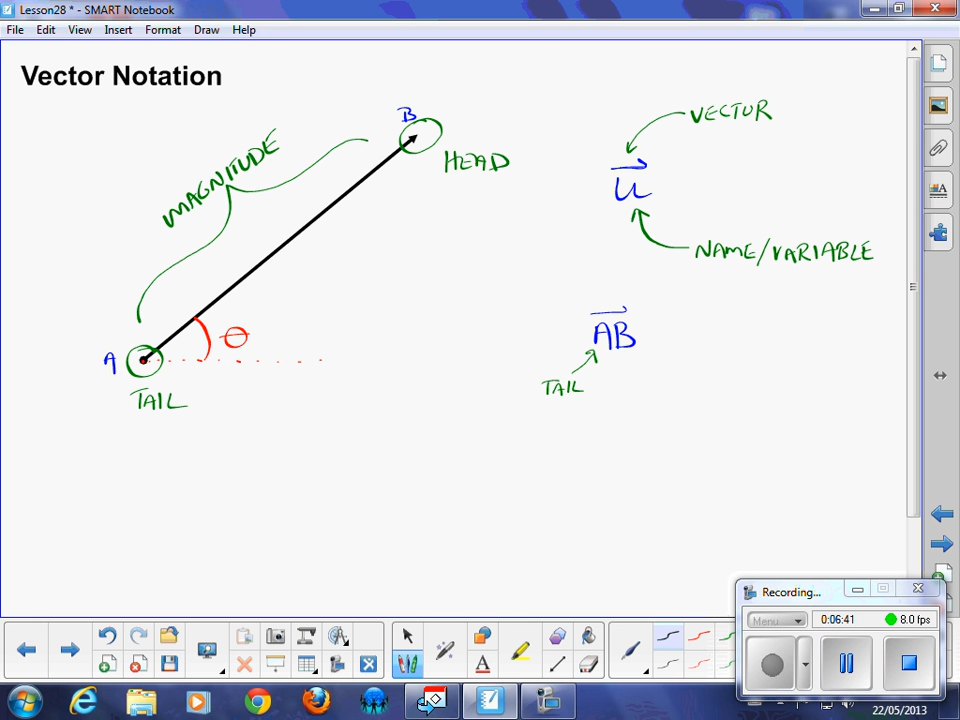 Lesson28 * - SMART Notebook
File Edit View Insert Format Draw Help
Vector Notation
B
VECTOR
MAGNITUDE
HEAD
u
NAME/VARIABLE
θ
AB
A
TAIL
TAIL
Recording...
Menu
0:06:41
8.0 fps
A
22/05/2013